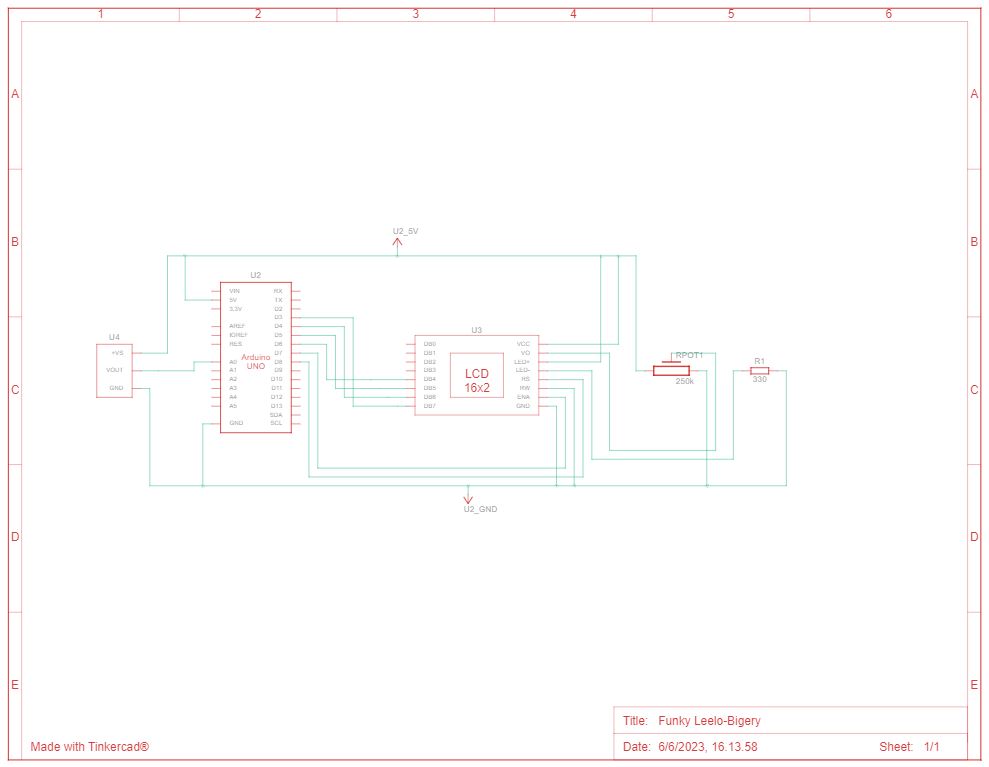 1 2 3 4 5 6
A A
B B
U2_5V
U2
VIN RX
5V TX
3.3V D2
D3
AREF D4
IOREF D5
RES D6
D7
A0 D8
A1 D9
A2 D10
A3 D11
A4 D12
A5 D13
SDA
GND SCL
Arduino
UNO
U4
+VS
VOUT
GND
U3
DB0 VCC
DB1 VO
DB2 LED+
DB3 LED-
DB4 RS
DB5 RW
DB6 ENA
DB7 GND
LCD
16x2
RPOT1
250k
R1
330
C C
U2_GND
D D
E E
Title: Funky Leelo-Bigery
Made with Tinkercad®
Date: 6/6/2023, 16.13.58 Sheet: 1/1